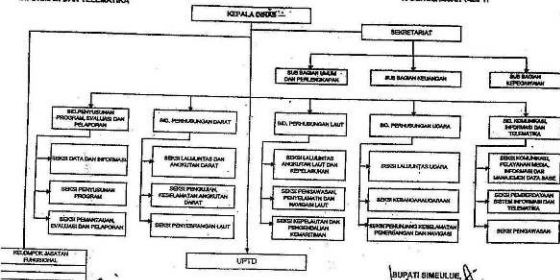 KEPALA DINAS
SEKRETARIAT
SUB BAGIAN UMUM
DAN PERLENGKAPAN
SUB BAGIAN KEUANGAN
SUB BAGIAN
KEPEGAWAIAN
BID. PENYUSUNAN
PROGRAM, EVALUASI DAN
PELAPORAN
BID. PERHUBUNGAN DARAT
BID. PERHUBUNGAN LAUT
BID. PERHUBUNGAN UDARA
BID. KOMUNIKASI,
INFORMASI DAN
TELEMATIKA
SEKSI DATA DAN INFORMASI
SEKSI LALULINTAS DAN
ANGKUTAN DARAT
SEKSI LALULINTAS
ANGKUTAN LAUT DAN
KEPELABUHAN
SEKSI LALULINTAS UDARA
SEKSI KOMUNIKASI,
PELAYANAN MEDIA,
INFORMASI DAN
MANAJEMEN DATA BASE
SEKSI PENYUSUNAN
PROGRAM
SEKSI PENGUJIAN,
KESELAMATAN ANGKUTAN
DARAT
SEKSI PENGAWASAN,
NAVIGASI LAUT
SEKSI KEBANDARUDARAAN
SEKSI PEMBERDAYAAN
SISTEM INFORMASI DAN
TELEMATIKA
SEKSI PEMANTAUAN,
EVALUASI DAN PELAPORAN
SEKSI PENYEBRANGAN LAUT
SEKSI KEPELAUTAN DAN
PENGENDALIAN
KEMARITIMAN
SEKSI PENUNJANG KESELAMATAN
PENERBANGAN DAN NAVIGASI
SEKSI PENGAWASAN
KELOMPOK JABATAN
FUNGSIONAL
UPTD
BUPATI SIMEULUE,